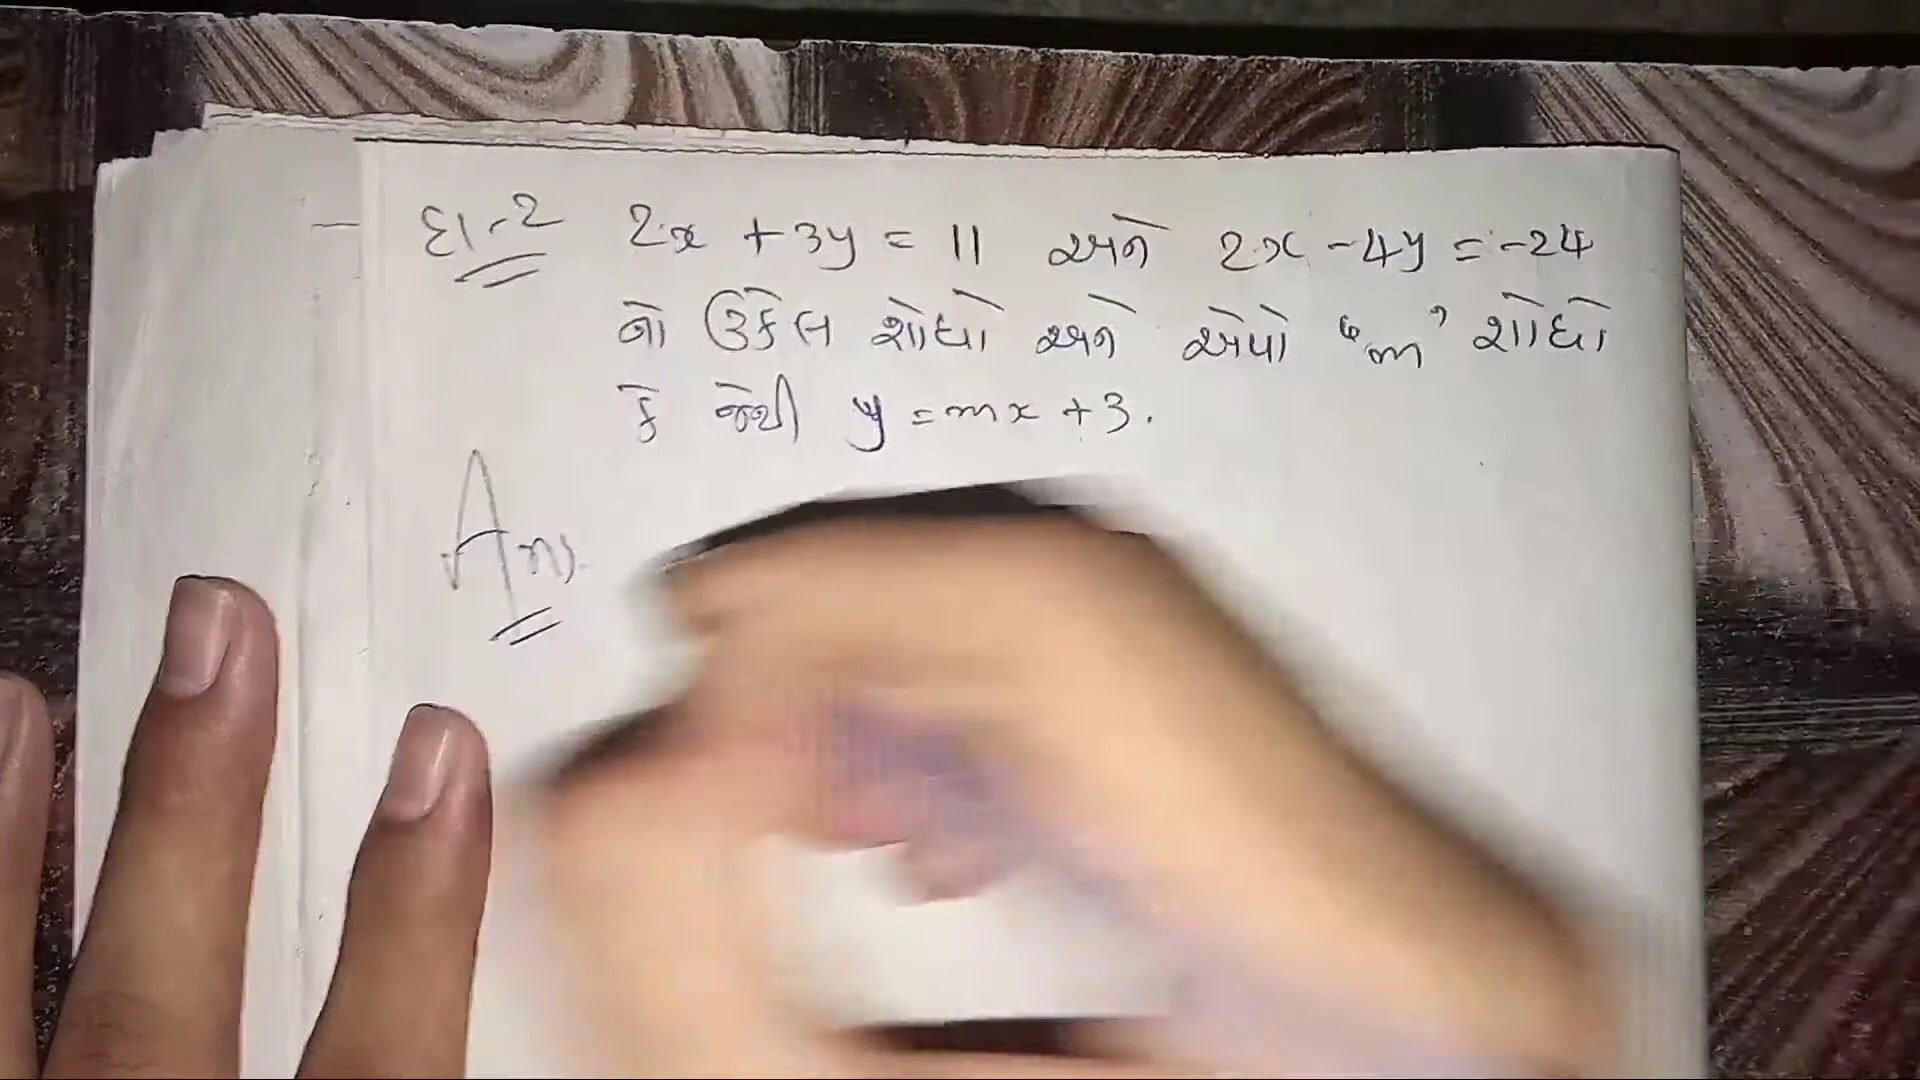 દા-2 2x + 3y = 11 અને 2x - 4y = -24
નો ઉકેલ શોધો અને એવો "m" શોધો
કે જેથી y = mx + 3.
Ans.